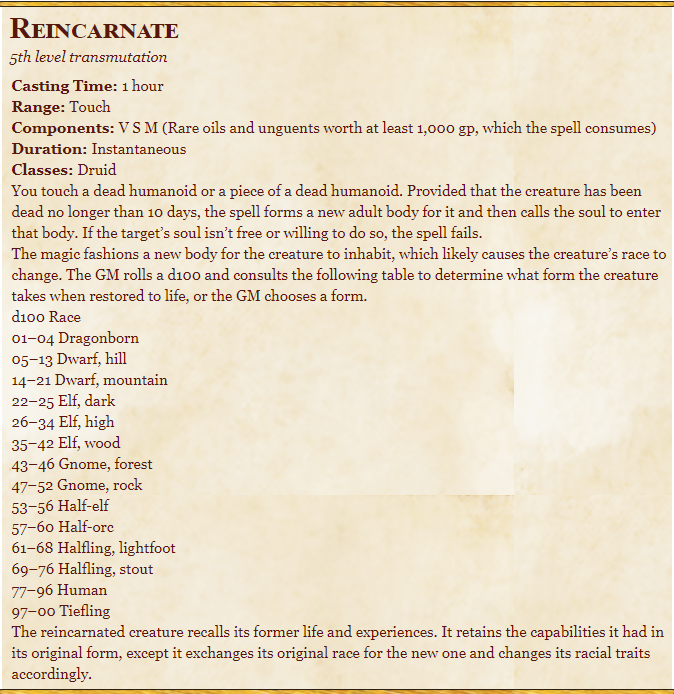 Reincarnate
5th level transmutation
Casting Time: 1 hour
Range: Touch
Components: V S M (Rare oils and unguents worth at least 1,000 gp, which the spell consumes)
Duration: Instantaneous
Classes: Druid
You touch a dead humanoid or a piece of a dead humanoid. Provided that the creature has been
dead no longer than 10 days, the spell forms a new adult body for it and then calls the soul to enter
that body. If the target’s soul isn’t free or willing to do so, the spell fails.
The magic fashions a new body for the creature to inhabit, which likely causes the creature’s race to
change. The GM rolls a d100 and consults the following table to determine what form the creature
takes when restored to life, or the GM chooses a form.
d100 Race
01–04 Dragonborn
05–13 Dwarf, hill
14–21 Dwarf, mountain
22–25 Elf, dark
26–34 Elf, high
35–42 Elf, wood
43–46 Gnome, forest
47–52 Gnome, rock
53–56 Half-elf
57–60 Half-orc
61–68 Halfling, lightfoot
69–76 Halfling, stout
77–96 Human
97–00 Tiefling
The reincarnated creature recalls its former life and experiences. It retains the capabilities it had in
its original form, except it exchanges its original race for the new one and changes its racial traits
accordingly.